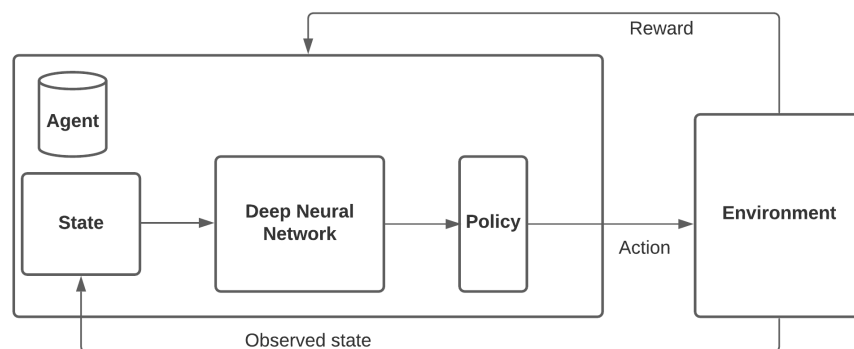 Reward
Agent
State
Deep Neural
Network
Policy
Environment
Action
Observed state